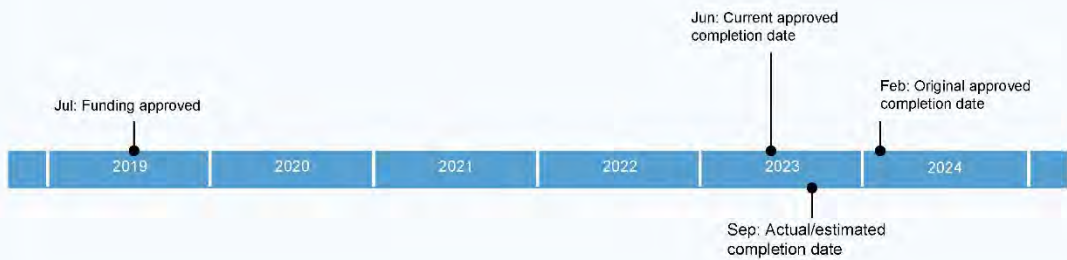 Jun: Current approved
completion date
Feb: Original approved
completion date
Jul: Funding approved
2019
2020
2021
2022
2023
2024
Sep: Actual/estimated
completion date